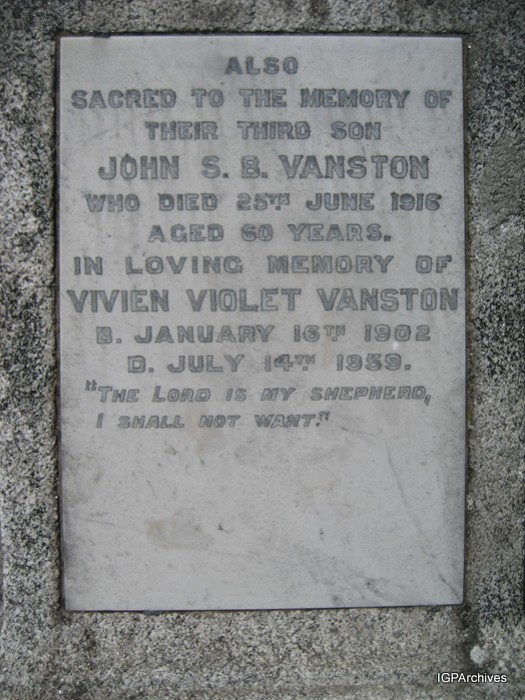 ALSO
SACRED TO THE MEMORY OF
THEIR THIRD SON
JOHN S. B. VANSTON
WHO DIED 25TH JUNE 1916
AGED 60 YEARS.
IN LOVING MEMORY OF
VIVIEN VIOLET VANSTON
B. JANUARY 16TH 1902
D. JULY 14TH 1959.
"THE LORD IS MY SHEPHERD,
I SHALL NOT WANT."
IGPArchives